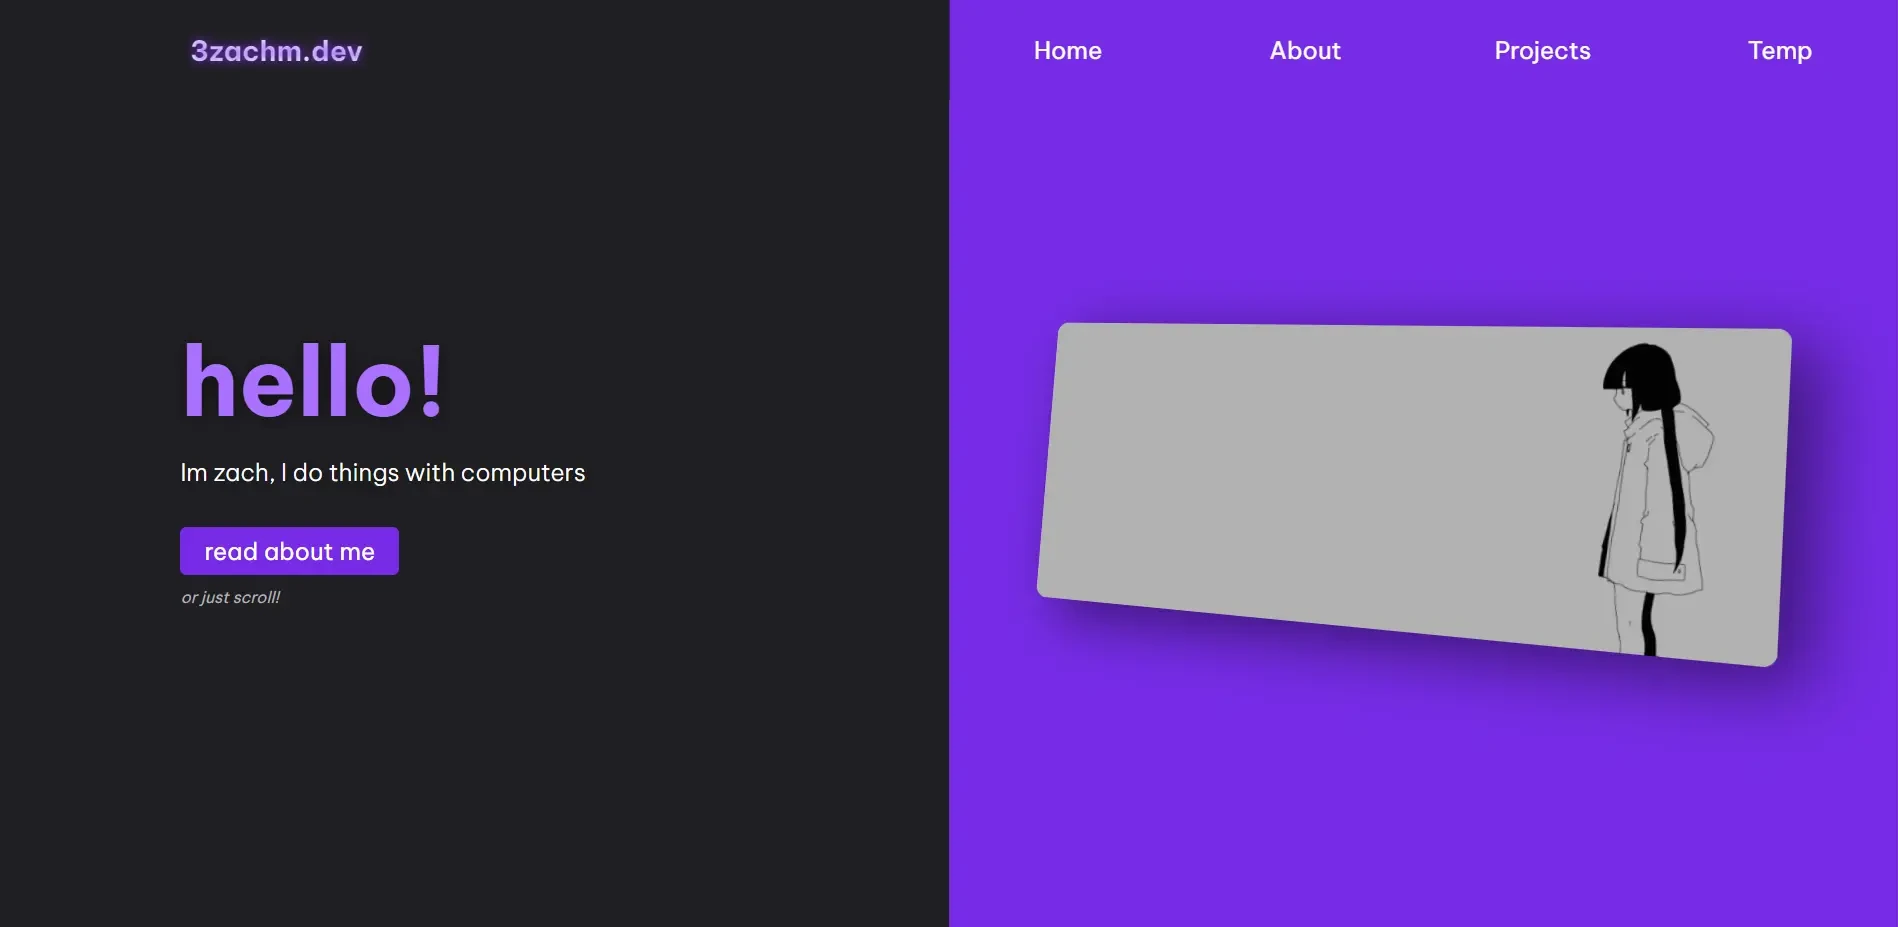 3zachm.dev
Home
About
Projects
Temp
hello!
Im zach, I do things with computers
read about me
or just scroll!